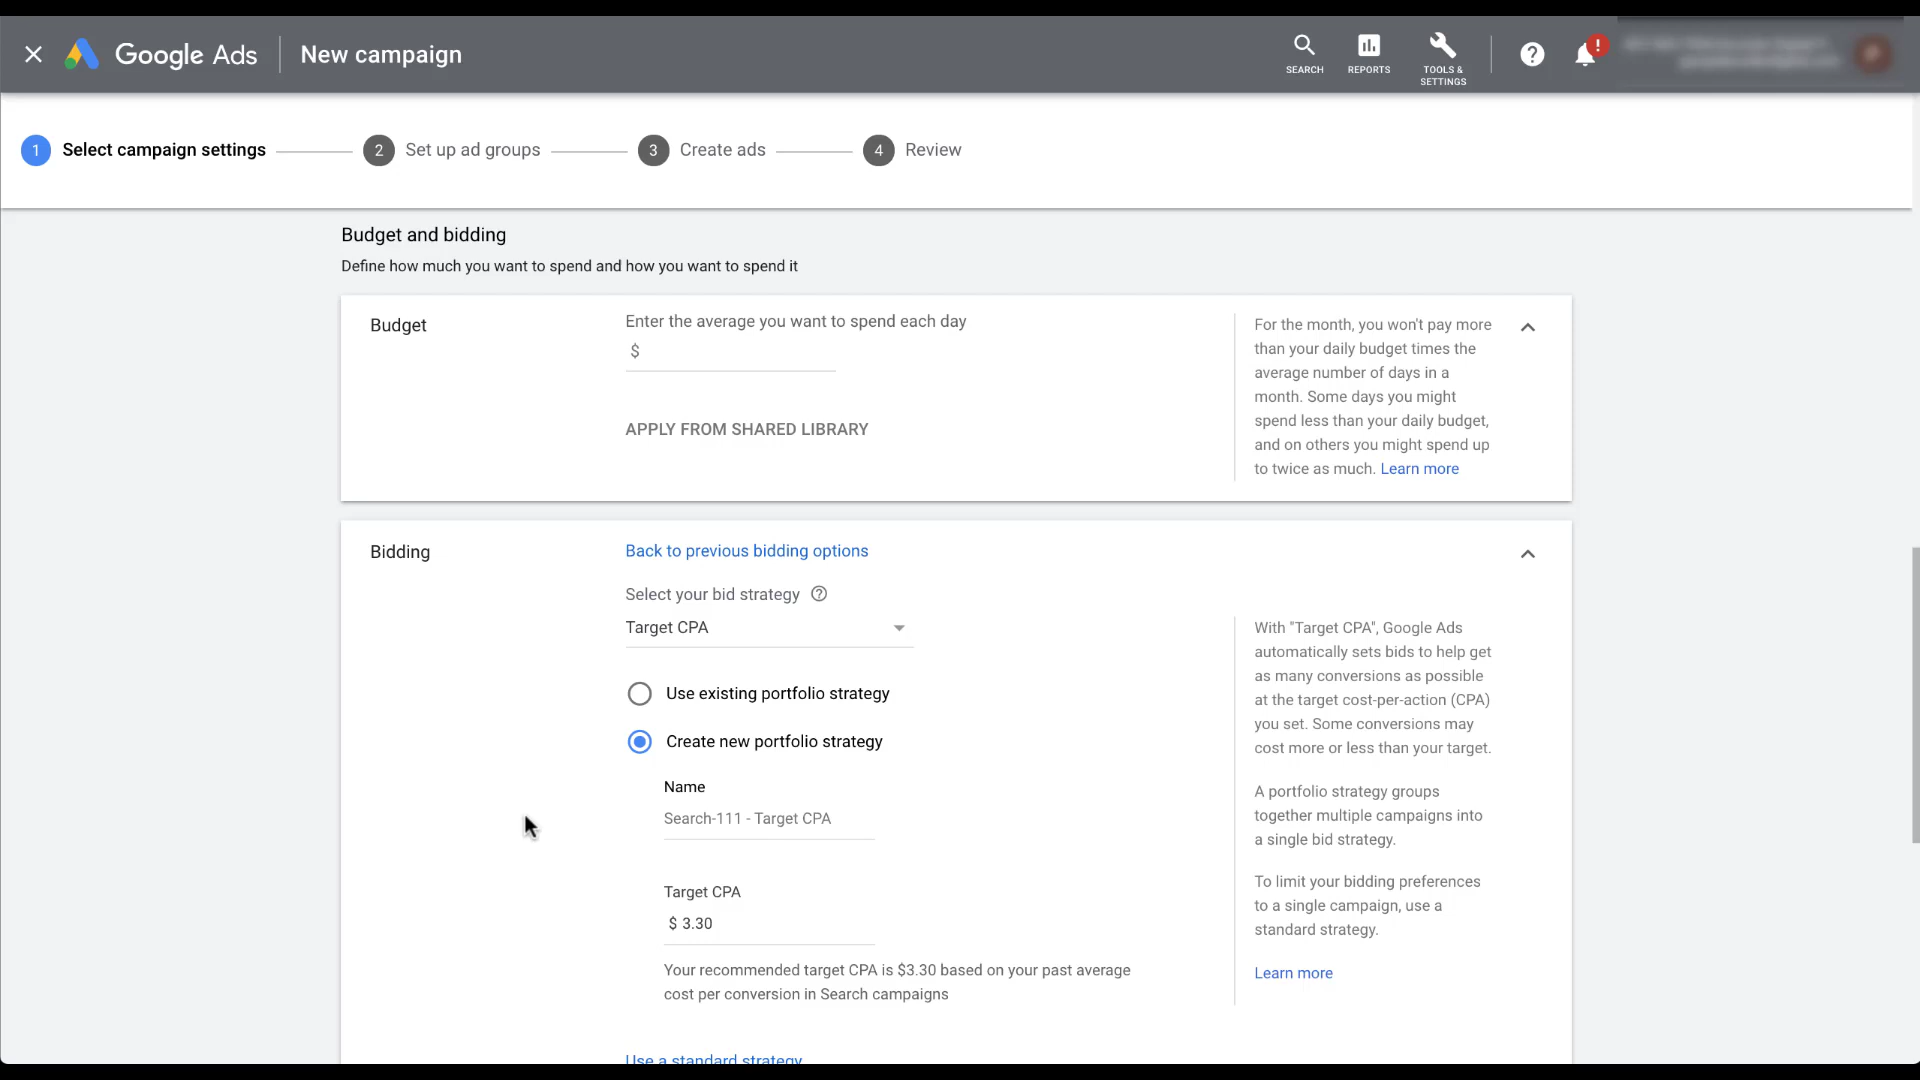 Google Ads
New campaign
SEARCH
REPORTS
TOOLS &
SETTINGS
!
1 Select campaign settings
2 Set up ad groups
3 Create ads
4 Review
Budget and bidding
Define how much you want to spend and how you want to spend it
Budget
Enter the average you want to spend each day
$
APPLY FROM SHARED LIBRARY
For the month, you won't pay more
than your daily budget times the
average number of days in a
month. Some days you might
spend less than your daily budget,
and on others you might spend up
to twice as much. Learn more
Bidding
Back to previous bidding options
Select your bid strategy
Target CPA
Use existing portfolio strategy
Create new portfolio strategy
Name
Search-111 - Target CPA
Target CPA
$ 3.30
Your recommended target CPA is $3.30 based on your past average
cost per conversion in Search campaigns
Use a standard strategy
With "Target CPA", Google Ads
automatically sets bids to help get
as many conversions as possible
at the target cost-per-action (CPA)
you set. Some conversions may
cost more or less than your target.
A portfolio strategy groups
together multiple campaigns into
a single bid strategy.
To limit your bidding preferences
to a single campaign, use a
standard strategy.
Learn more